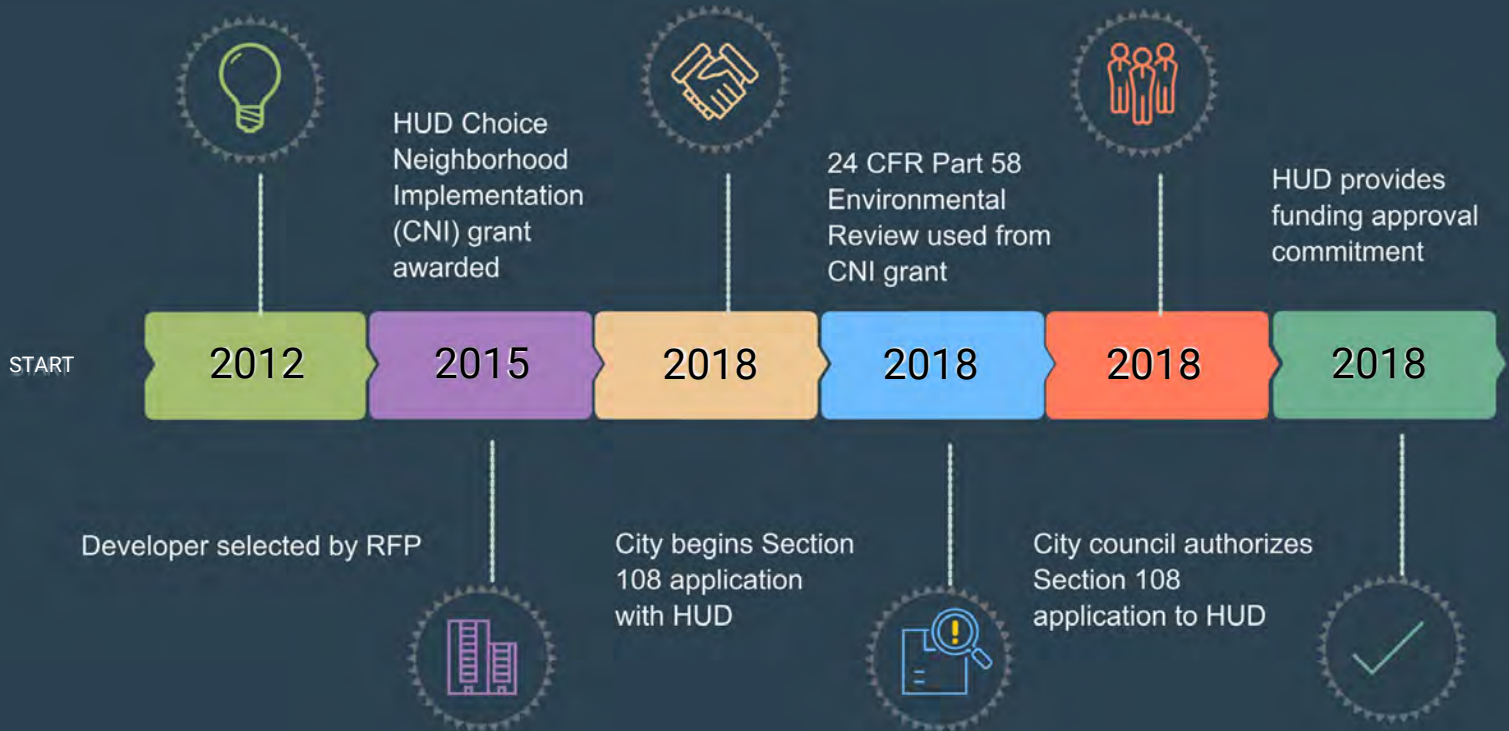 HUD Choice
Neighborhood
Implementation
(CNI) grant
awarded
24 CFR Part 58
Environmental
Review used from
CNI grant
HUD provides
funding approval
commitment
START
2012
2015
2018
2018
2018
2018
Developer selected by RFP
City begins Section
108 application
with HUD
City council authorizes
Section 108
application to HUD